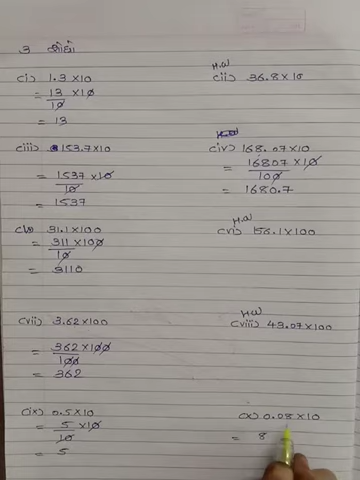 3 શોધો
(i) 1.3×10
= 13/10 ×10
= 13
H.W
(ii) 36.8×10
(iii) 153.7×10
= 1537/10 ×10
= 1537
(iv) 168.07×10
= 16807/100 ×10
= 1680.7
(v) 31.1×100
= 311/10 ×100
= 3110
H.W
(vi) 156.1×100
(vii) 3.62×100
= 362/100 ×100
= 362
H.W
(viii) 43.07×100
(ix) 0.5×10
= 5/10 ×10
= 5
(x) 0.08×10
= 8